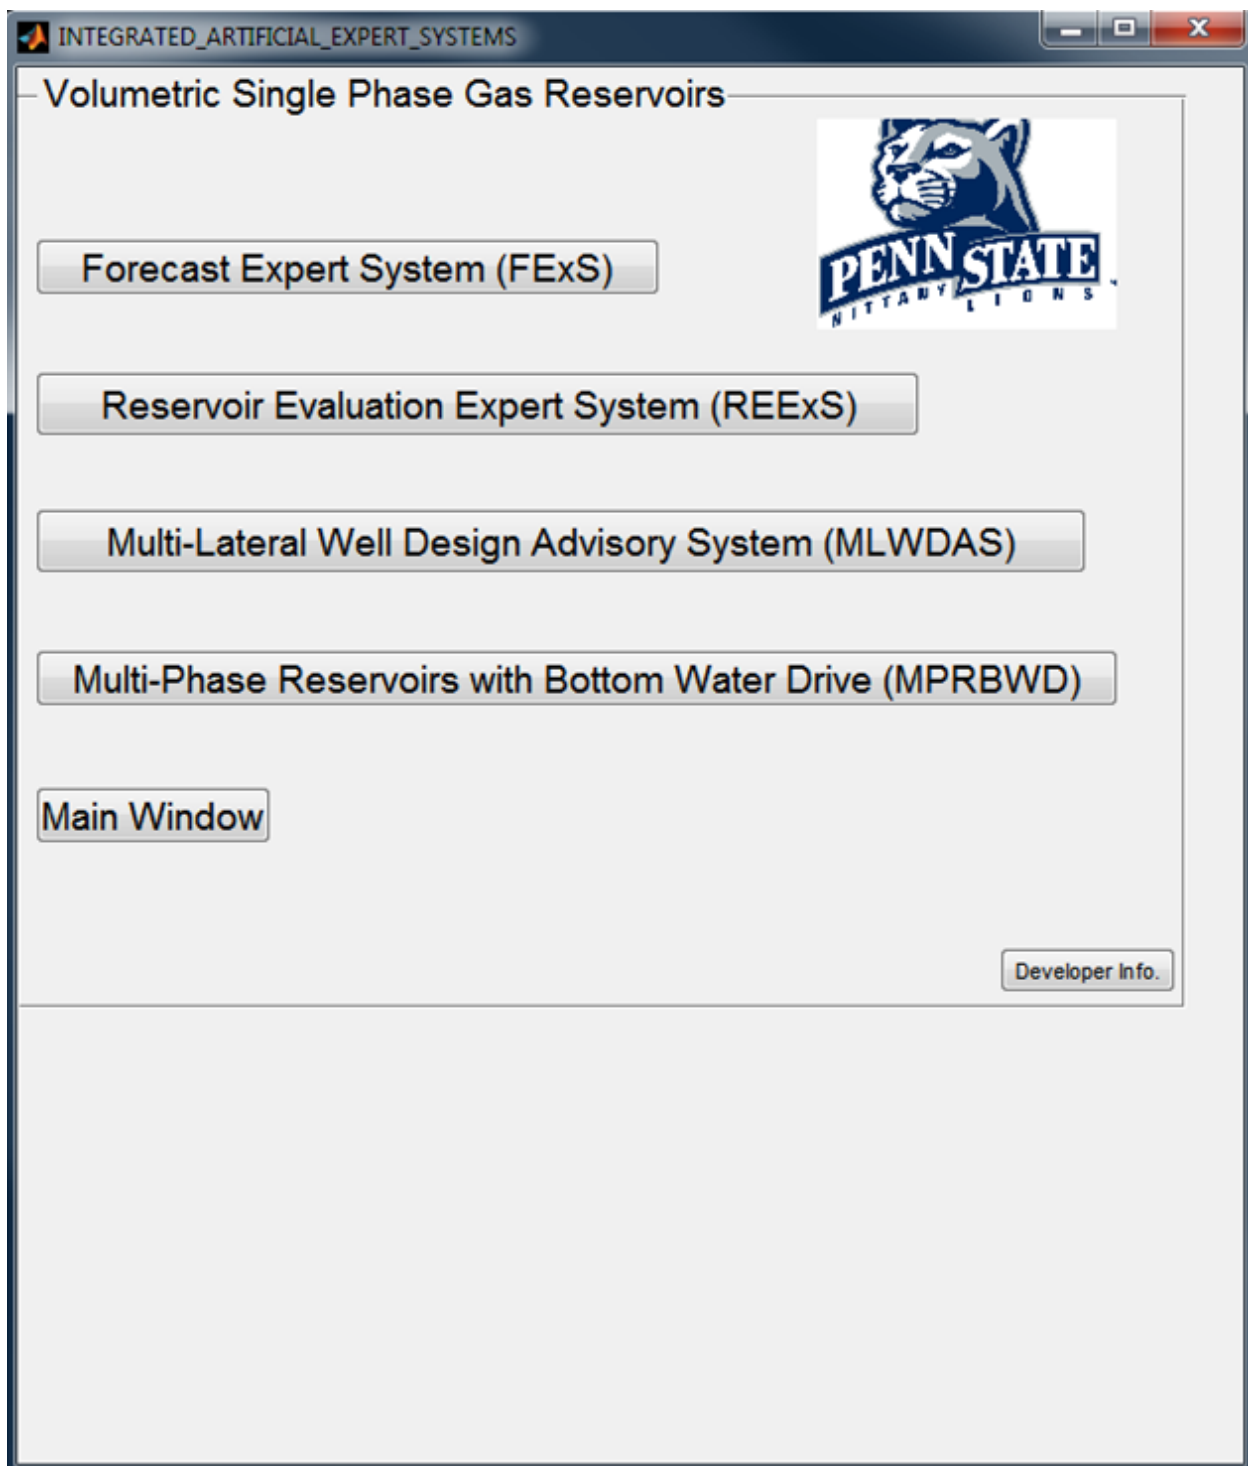 INTEGRATED_ARTIFICIAL_EXPERT_SYSTEMS
Volumetric Single Phase Gas Reservoirs
PENN STATE
NITTANY LIONS
Forecast Expert System (FExS)
Reservoir Evaluation Expert System (REExS)
Multi-Lateral Well Design Advisory System (MLWDAS)
Multi-Phase Reservoirs with Bottom Water Drive (MPRBWD)
Main Window
Developer Info.